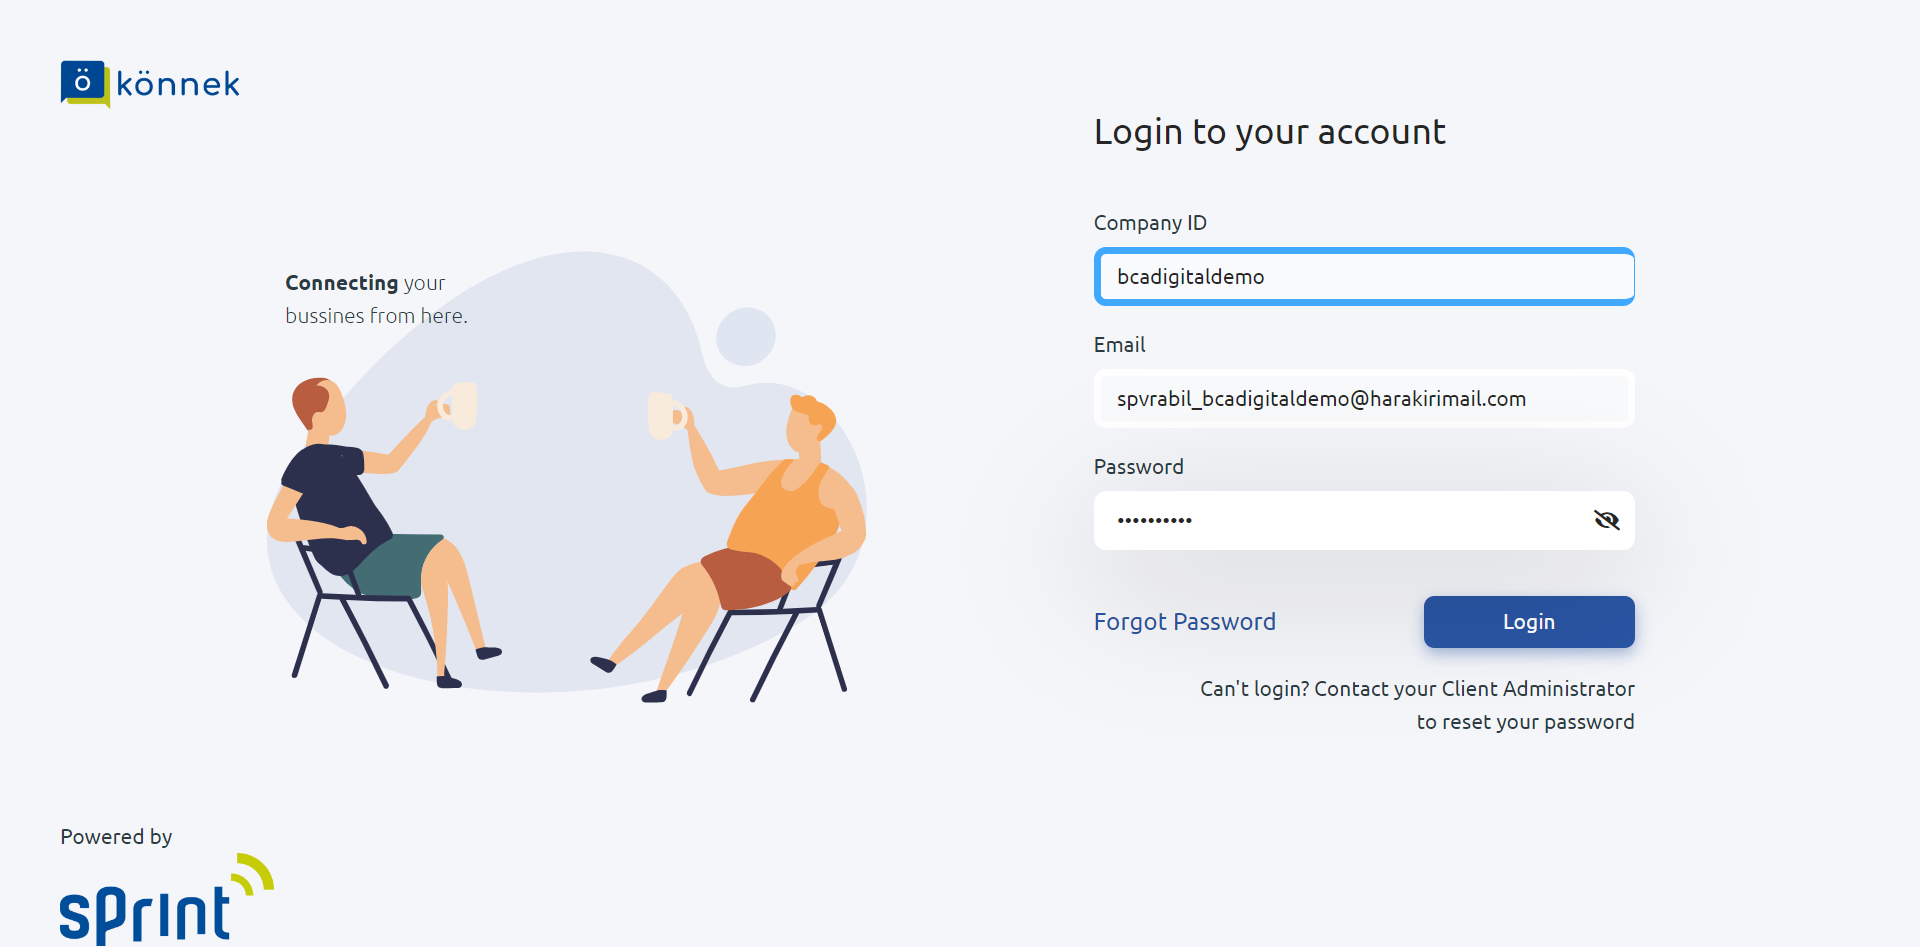 ö könnek
Login to your account
Company ID
bcadigitaldemo
Connecting your
bussines from here.
Email
spvrabil_bcadigitaldemo@harakirimail.com
Password
••••••••••
Forgot Password
Login
Can't login? Contact your Client Administrator
to reset your password
Powered by
sprint